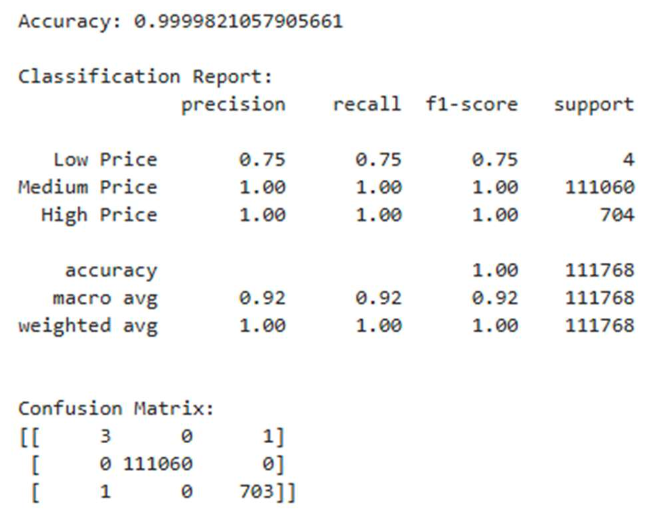 Accuracy: 0.9999821057905661
Classification Report:
precision recall f1-score support
Low Price 0.75 0.75 0.75 4
Medium Price 1.00 1.00 1.00 111060
High Price 1.00 1.00 1.00 704
accuracy 1.00 111768
macro avg 0.92 0.92 0.92 111768
weighted avg 1.00 1.00 1.00 111768
Confusion Matrix:
[[ 3 0 1]
[ 0 111060 0]
[ 1 0 703]]